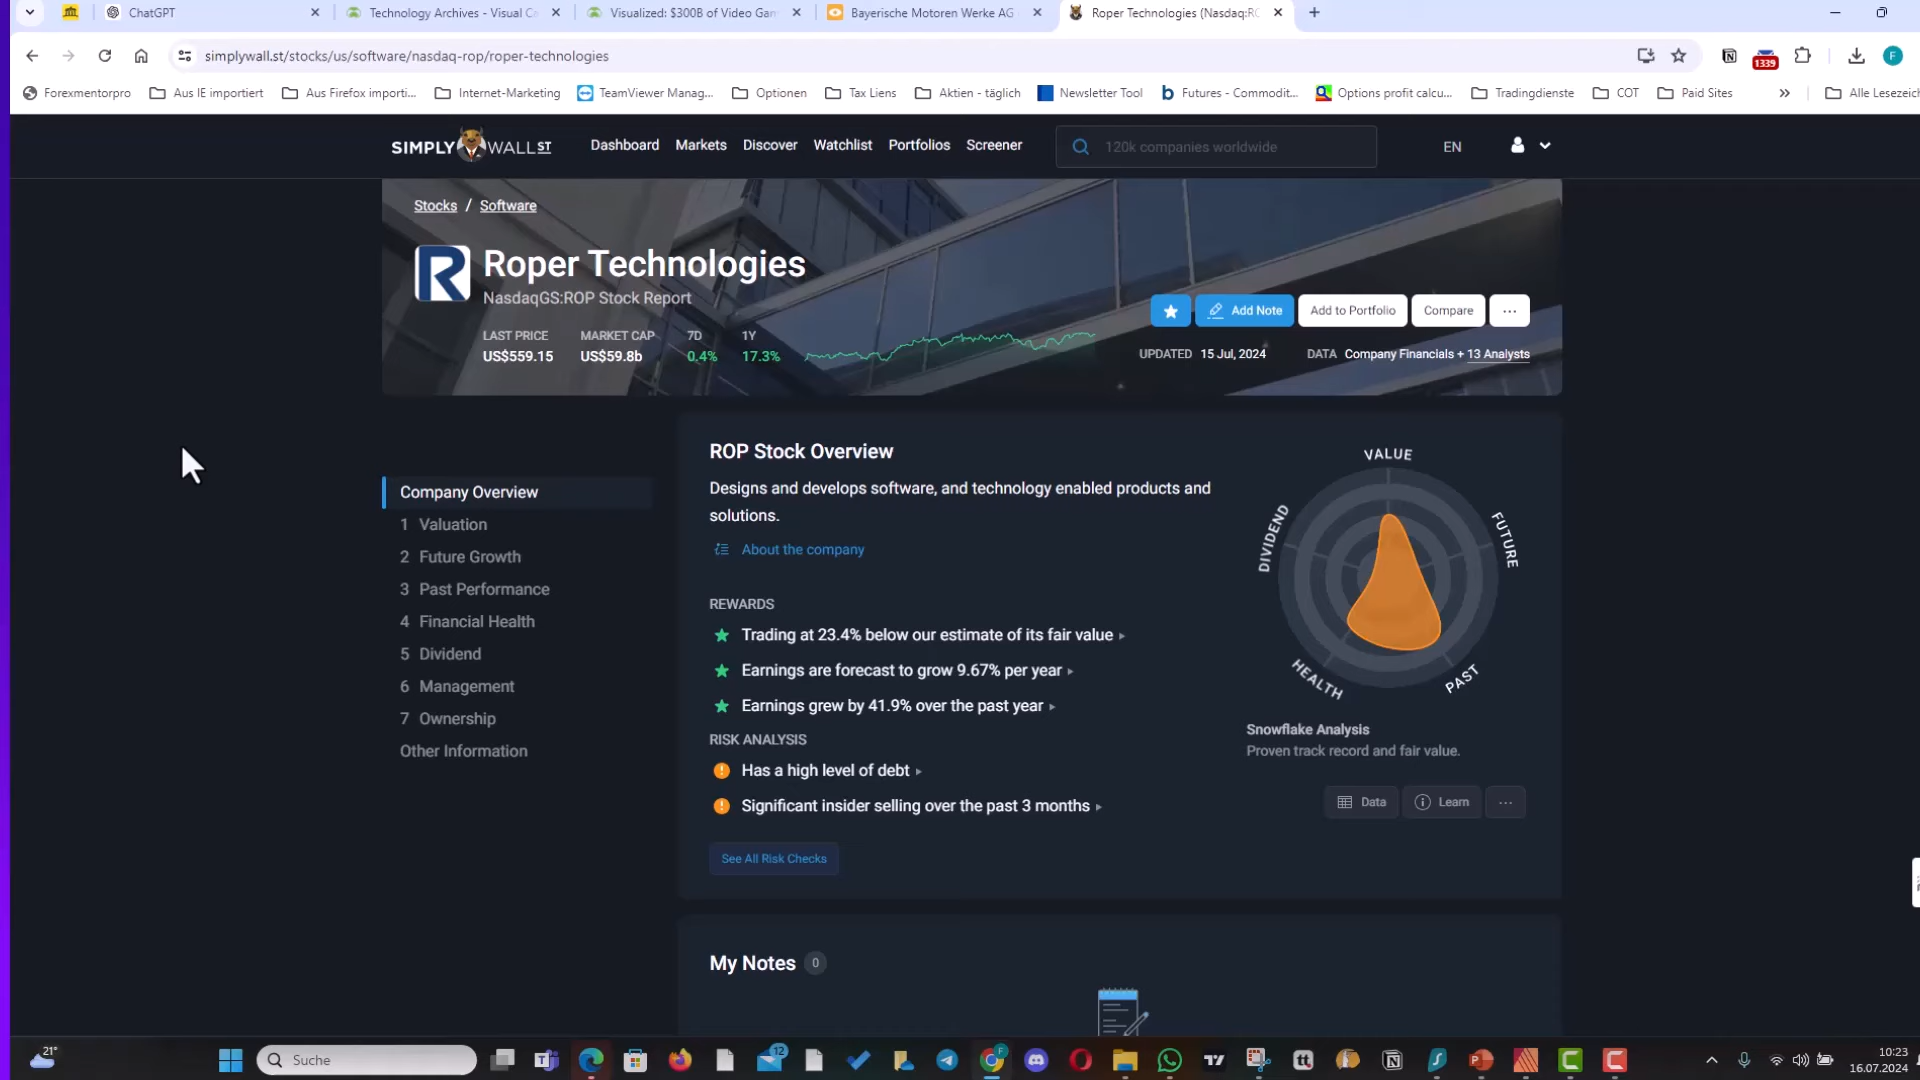 ChatGPT
Technology Archives - Visual Ca
Visualized: $300B of Video Gam
Bayerische Motoren Werke AG
Roper Technologies (Nasdaq:RO
simplywall.st/stocks/us/software/nasdaq-rop/roper-technologies
1339
F
Forexmentorpro
Aus IE importiert
Aus Firefox importi...
Internet-Marketing
TeamViewer Manag...
Optionen
Tax Liens
Aktien - täglich
Newsletter Tool
Futures - Commodit...
Options profit calcu...
Tradingdienste
COT
Paid Sites
Alle Lesezeich
SIMPLY WALL ST
Dashboard
Markets
Discover
Watchlist
Portfolios
Screener
120k companies worldwide
EN
Stocks / Software
R
Roper Technologies
NasdaqGS:ROP Stock Report
LAST PRICE
US$559.15
MARKET CAP
US$59.8b
7D
0.4%
1Y
17.3%
Add Note
Add to Portfolio
Compare
...
UPDATED 15 Jul, 2024
DATA Company Financials + 13 Analysts
Company Overview
1 Valuation
2 Future Growth
3 Past Performance
4 Financial Health
5 Dividend
6 Management
7 Ownership
Other Information
ROP Stock Overview
Designs and develops software, and technology enabled products and
solutions.
About the company
REWARDS
Trading at 23.4% below our estimate of its fair value
Earnings are forecast to grow 9.67% per year
Earnings grew by 41.9% over the past year
RISK ANALYSIS
Has a high level of debt
Significant insider selling over the past 3 months
See All Risk Checks
VALUE
FUTURE
PAST
HEALTH
DIVIDEND
Snowflake Analysis
Proven track record and fair value.
Data
Learn
...
My Notes 0
21°
Suche
12
10:23
16.07.2024